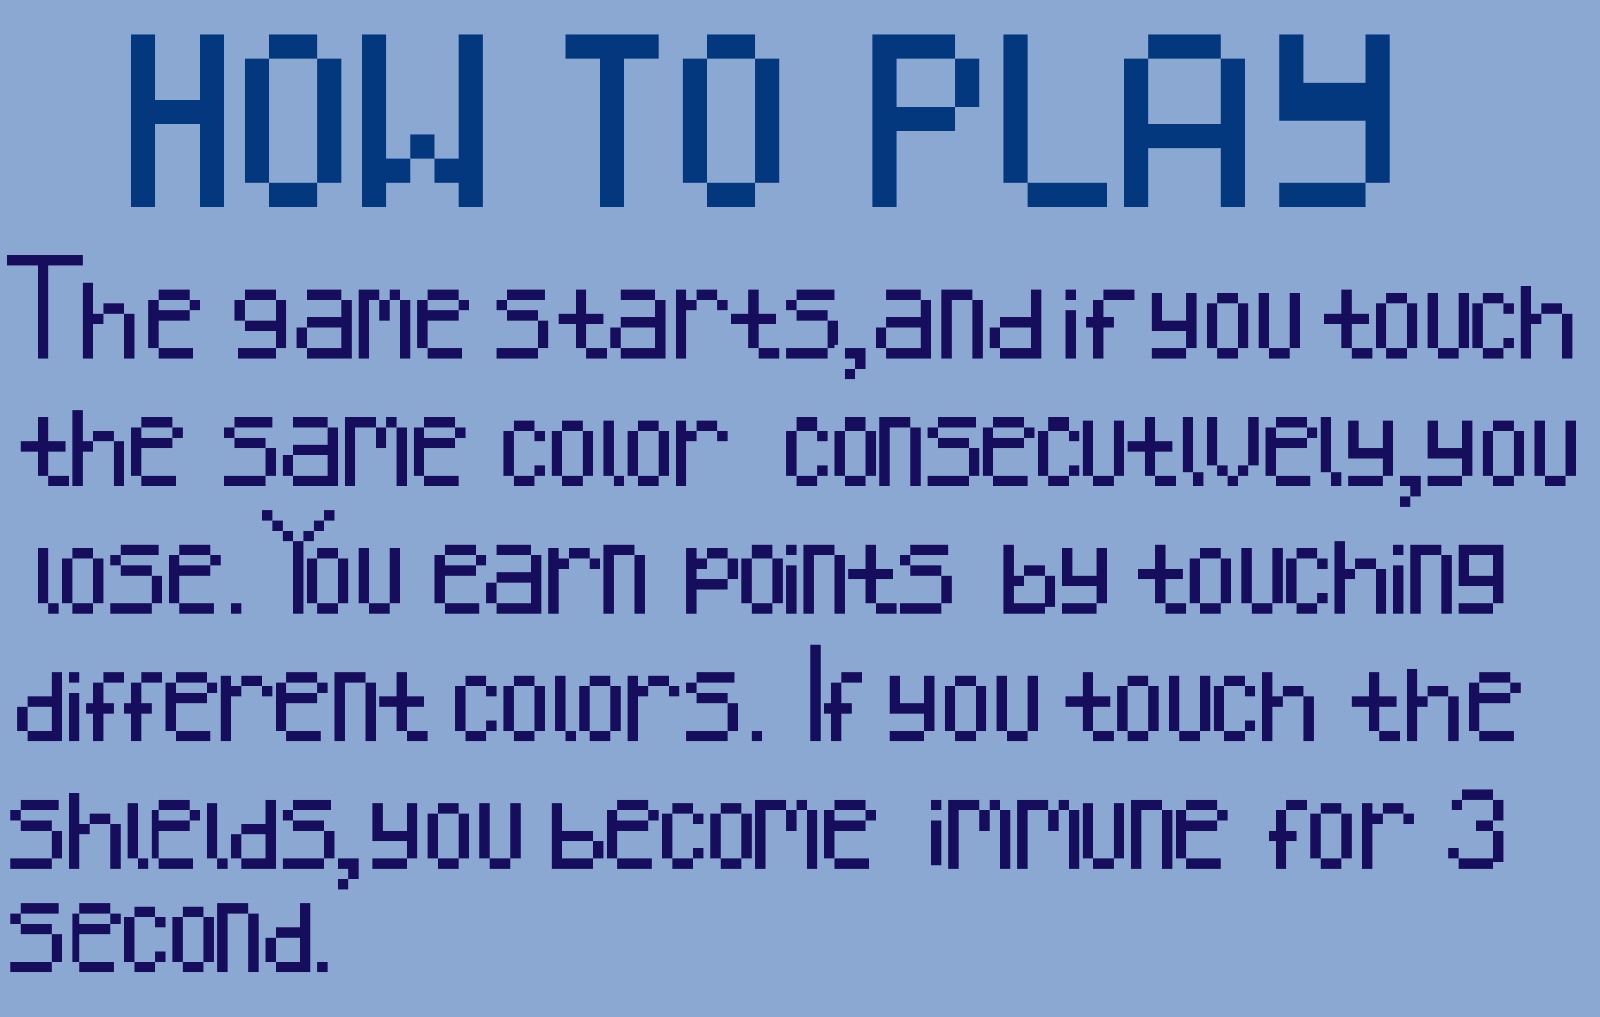 HOW TO PLAY
The game starts,and if you touch
the same color consecutively,you
lose. You earn points by touching
different colors. If you touch the
shields,you become immune for 3
second.